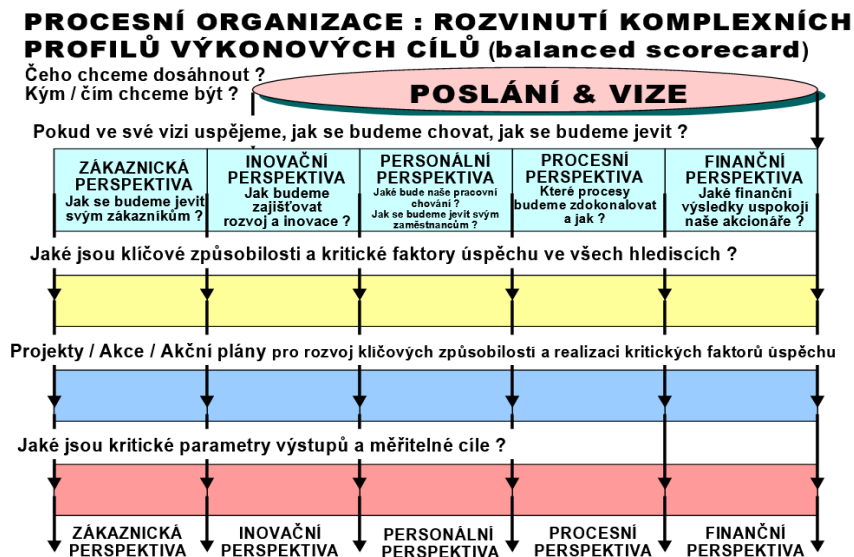 PROCESNÍ ORGANIZACE : ROZVINUTÍ KOMPLEXNÍCH
PROFILŮ VÝKONOVÝCH CÍLŮ (balanced scorecard)
Čeho chceme dosáhnout ?
Kým / čím chceme být ?
POSLÁNÍ & VIZE
Pokud ve své vizi uspějeme, jak se budeme chovat, jak se budeme jevit ?
ZÁKAZNICKÁ
PERSPEKTIVA
Jak se budeme jevit
svým zákazníkům ?
INOVAČNÍ
PERSPEKTIVA
Jak budeme
zajišťovat
rozvoj a inovace ?
PERSONÁLNÍ
PERSPEKTIVA
Jaké bude naše pracovní
chování ?
Jak se budeme jevit svým
zaměstnancům ?
PROCESNÍ
PERSPEKTIVA
Které procesy
budeme zdokonalovat
a jak ?
FINANČNÍ
PERSPEKTIVA
Jaké finanční
výsledky uspokojí
naše akcionáře ?
Jaké jsou klíčové způsobilosti a kritické faktory úspěchu ve všech hlediscích ?
Projekty / Akce / Akční plány pro rozvoj klíčových způsobilostí a realizaci kritických faktorů úspěchu
Jaké jsou kritické parametry výstupů a měřitelné cíle ?
ZÁKAZNICKÁ
PERSPEKTIVA
INOVAČNÍ
PERSPEKTIVA
PERSONÁLNÍ
PERSPEKTIVA
PROCESNÍ
PERSPEKTIVA
FINANČNÍ
PERSPEKTIVA